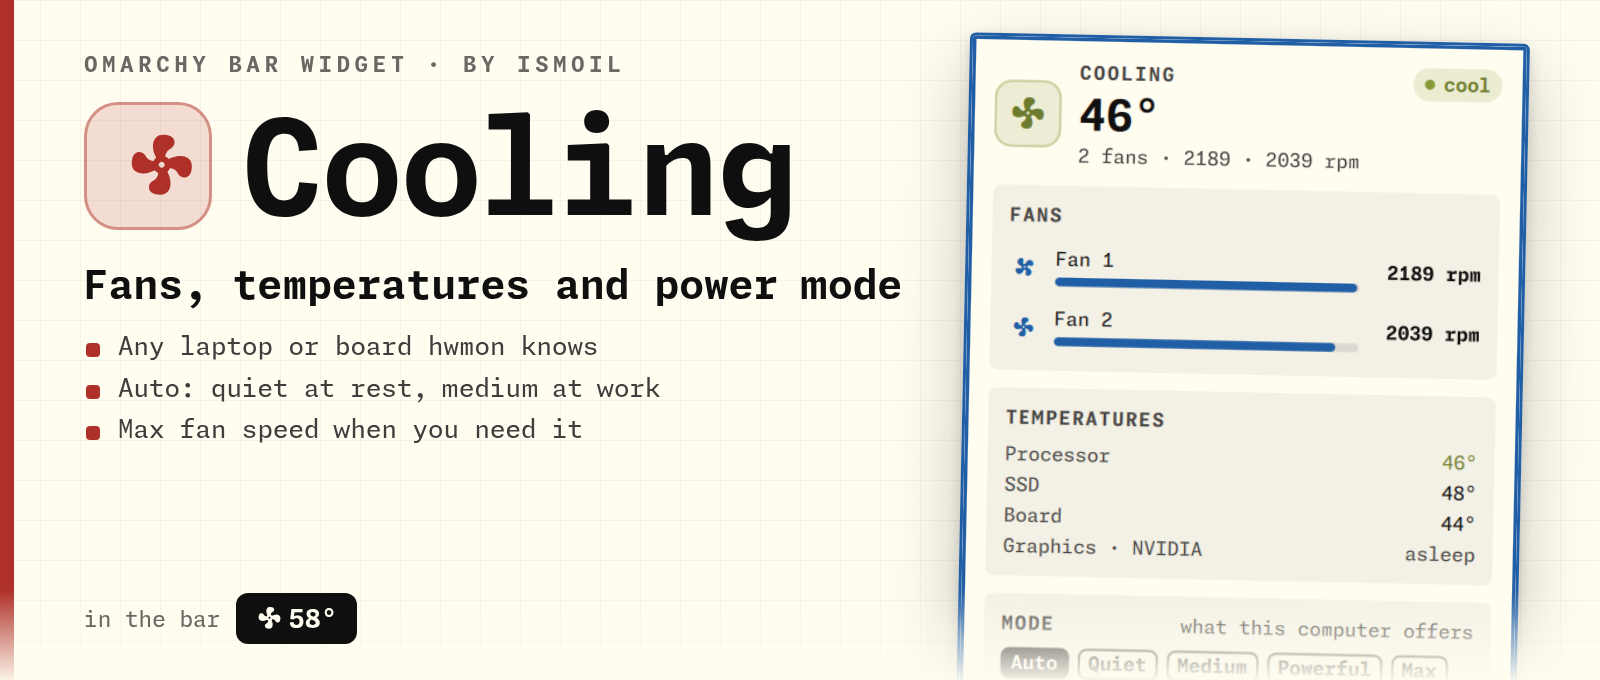 OMARCHY BAR WIDGET · BY ISMOIL
Cooling
Fans, temperatures and power mode
Any laptop or board hwmon knows
Auto: quiet at rest, medium at work
Max fan speed when you need it
in the bar
58°
COOLING
46°
2 fans · 2189 · 2039 rpm
cool
FANS
Fan 1
2189 rpm
Fan 2
2039 rpm
TEMPERATURES
Processor 46°
SSD 48°
Board 44°
Graphics · NVIDIA asleep
MODE what this computer offers
Auto Quiet Medium Powerful Max